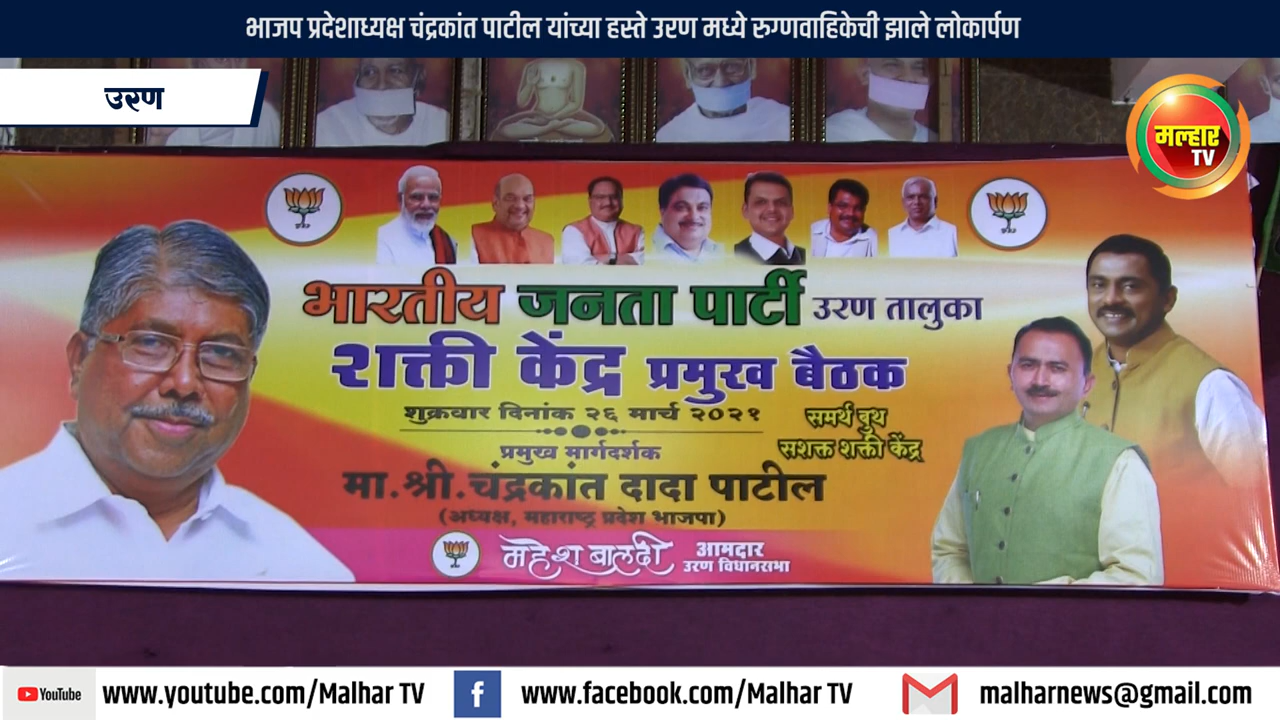 भाजप प्रदेशाध्यक्ष चंद्रकांत पाटील यांच्या हस्ते उरण मध्ये रुग्णवाहिकेची झाले लोकार्पण
उरण
मल्हार
TV
भारतीय जनता पार्टी उरण तालुका
शक्ती केंद्र प्रमुख बैठक
शुक्रवार दिनांक २६ मार्च २०२१
समर्थ बुथ
सशक्त शक्ती केंद्र
प्रमुख मार्गदर्शक
मा.श्री.चंद्रकांत दादा पाटील
(अध्यक्ष, महाराष्ट्र प्रदेश भाजपा)
महेश बालदी आमदार
उरण विधानसभा
YouTube www.youtube.com/Malhar TV f www.facebook.com/Malhar TV malharnews@gmail.com